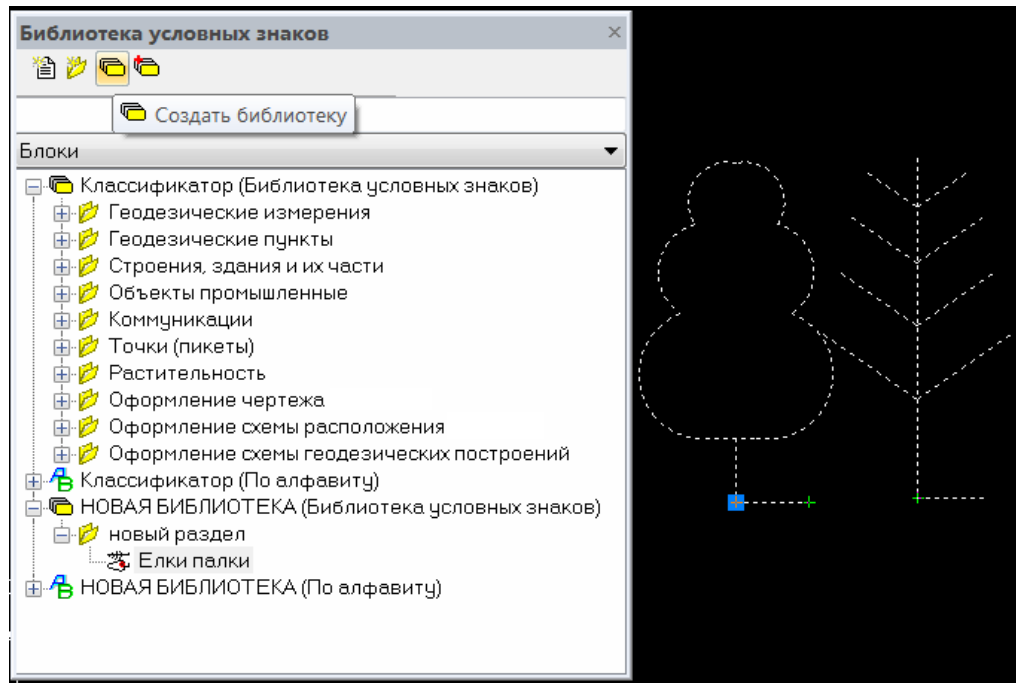 Библиотека условных знаков
Создать библиотеку
Блоки
Классификатор (Библиотека условных знаков)
Геодезические измерения
Геодезические пункты
Строения, здания и их части
Объекты промышленные
Коммуникации
Точки (пикеты)
Растительность
Оформление чертежа
Оформление схемы расположения
Оформление схемы геодезических построений
Классификатор (По алфавиту)
НОВАЯ БИБЛИОТЕКА (Библиотека условных знаков)
новый раздел
Елки палки
НОВАЯ БИБЛИОТЕКА (По алфавиту)